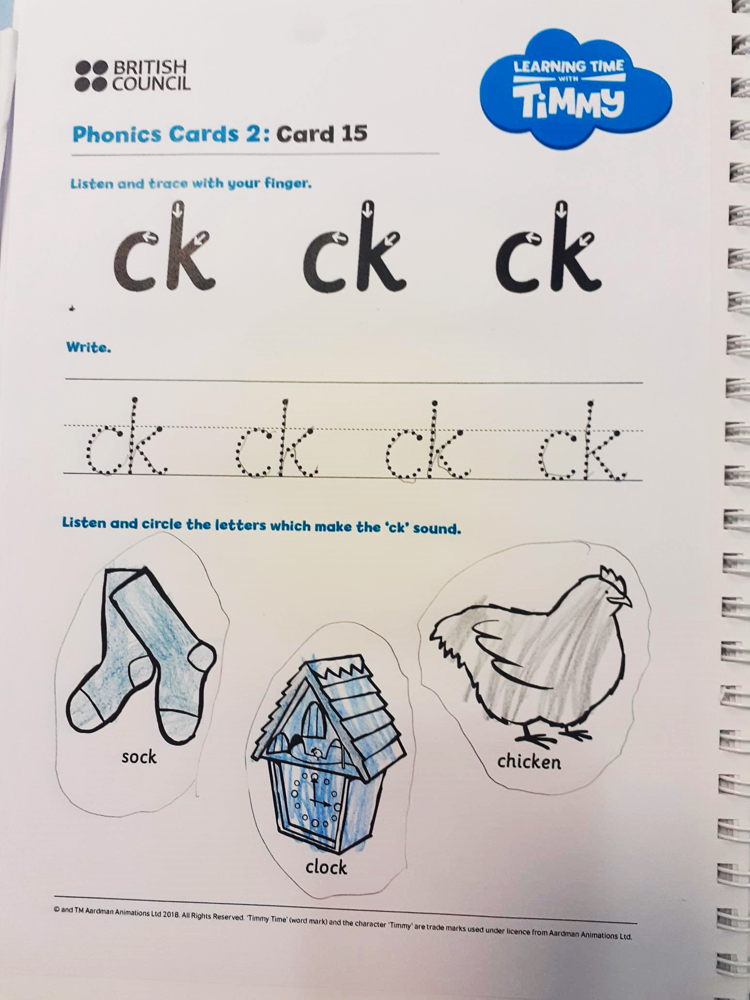 BRITISH
COUNCIL
LEARNING TIME
WITH
TiMMY
Phonics Cards 2: Card 15
Listen and trace with your finger.
ck ck ck
Write.
ck ck ck ck
Listen and circle the letters which make the ‘ck’ sound.
sock
chicken
clock
© and TM Aardman Animations Ltd 2018. All Rights Reserved. ‘Timmy Time’ (word mark) and the character ‘Timmy’ are trade marks used under licence from Aardman Animations Ltd.